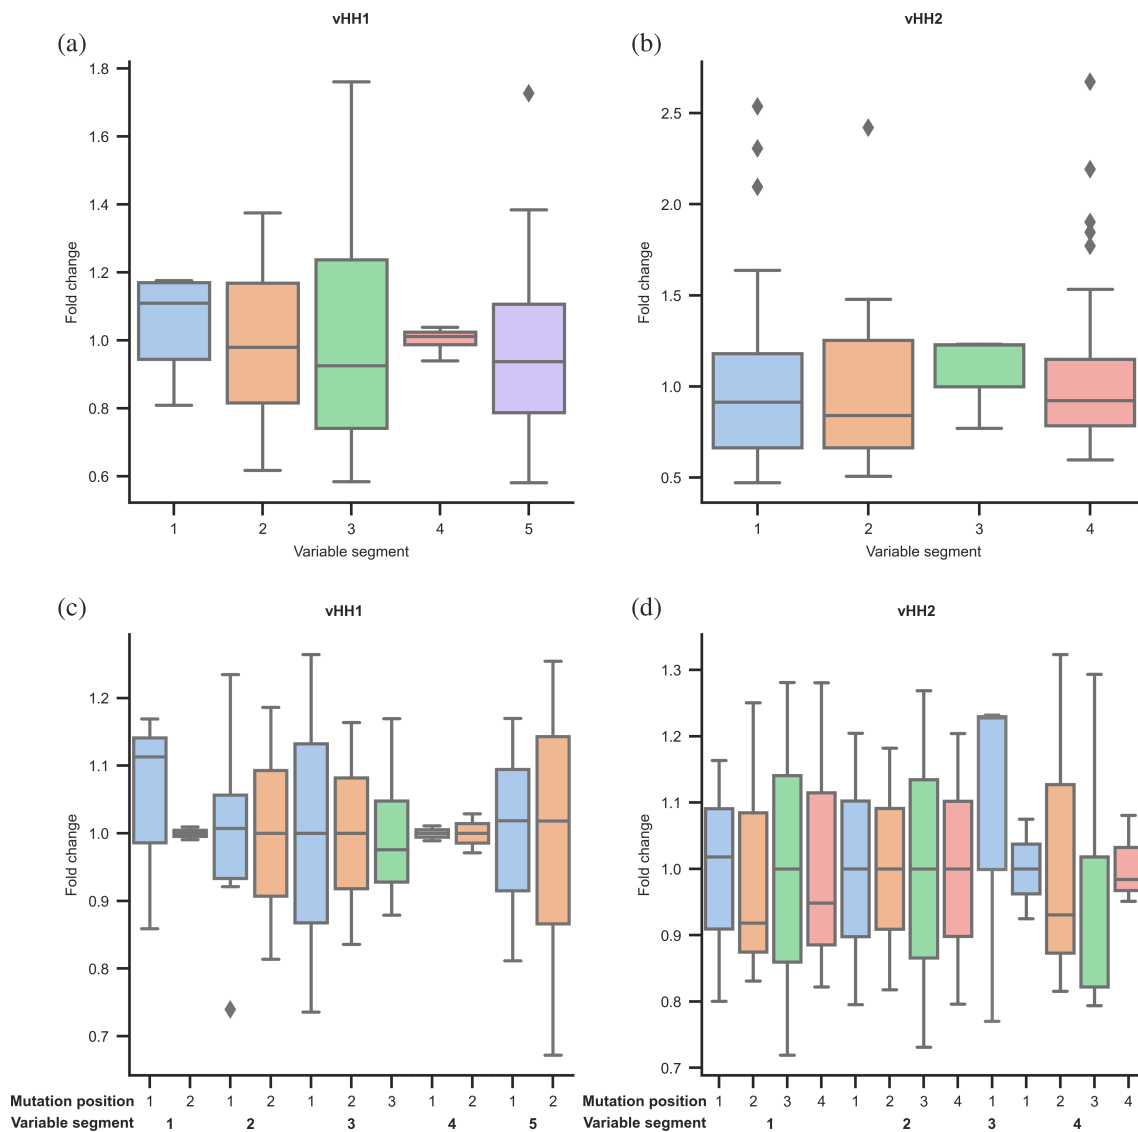 vHH1
vHH2
(a)
(b)
1.8
1.6
1.4
1.2
1.0
0.8
0.6
Fold change
1 2 3 4 5
Variable segment
2.5
2.0
1.5
1.0
0.5
Fold change
1 2 3 4
Variable segment
(c)
vHH1
(d)
vHH2
1.2
1.1
1.0
0.9
0.8
0.7
Fold change
Mutation position 1 2 1 2 1 2 3 1 2 1 2
Variable segment 1 2 3 4 5
1.3
1.2
1.1
1.0
0.9
0.8
0.7
Fold change
Mutation position 1 2 3 4 1 2 3 4 1 1 2 3 4
Variable segment 1 2 3 4